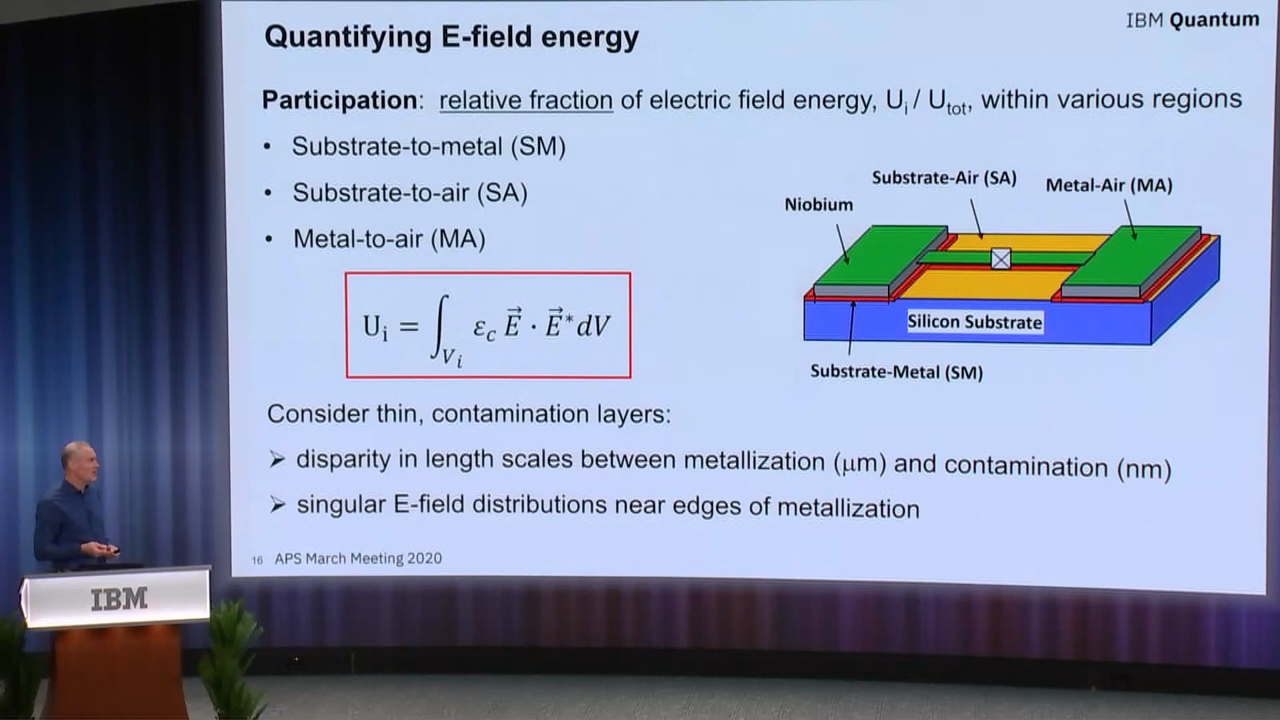 IBM Quantum
Quantifying E-field energy
Participation: relative fraction of electric field energy, Uᵢ / Uₜₒₜ, within various regions
• Substrate-to-metal (SM)
• Substrate-to-air (SA)
• Metal-to-air (MA)
Substrate-Air (SA)
Metal-Air (MA)
Niobium
Silicon Substrate
Substrate-Metal (SM)
Uᵢ = ∫_{Vᵢ} ε_c E⃗ · E⃗* dV
Consider thin, contamination layers:
➢ disparity in length scales between metallization (μm) and contamination (nm)
➢ singular E-field distributions near edges of metallization
16 APS March Meeting 2020
IBM